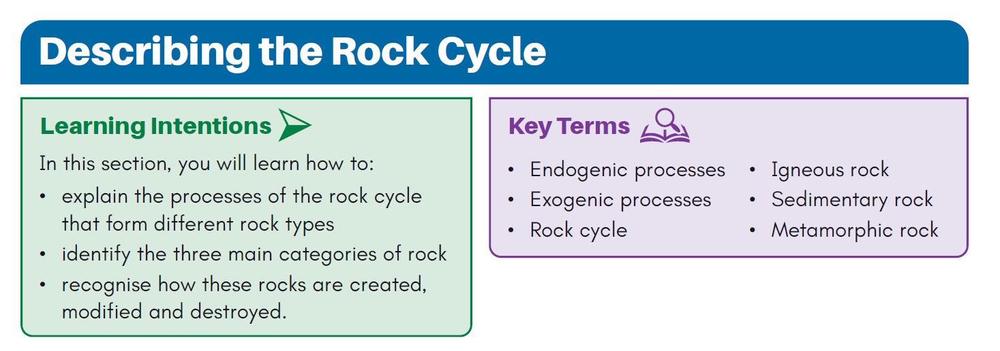 Describing the Rock Cycle
Learning Intentions
In this section, you will learn how to:
• explain the processes of the rock cycle
that form different rock types
• identify the three main categories of rock
• recognise how these rocks are created,
modified and destroyed.
Key Terms
• Endogenic processes
• Exogenic processes
• Rock cycle
• Igneous rock
• Sedimentary rock
• Metamorphic rock